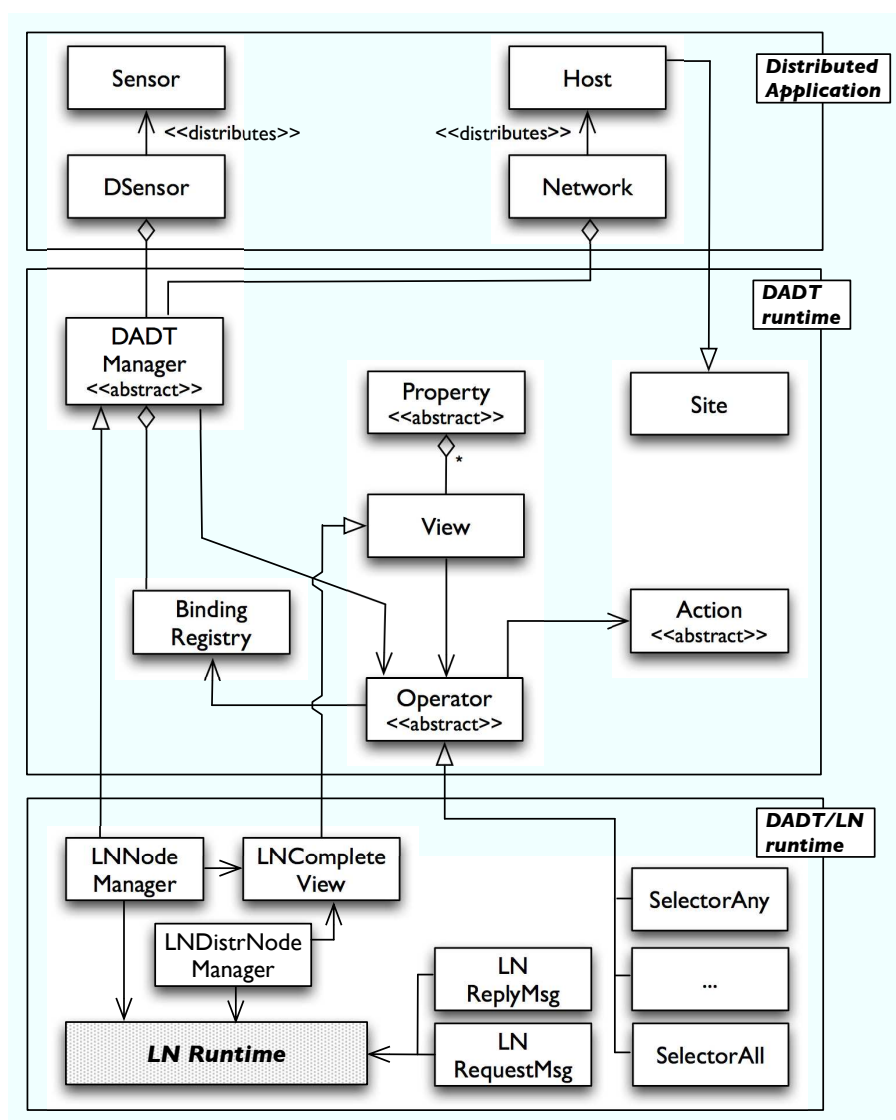 Sensor
Host
Distributed
Application
<<distributes>>
<<distributes>>
DSensor
Network
DADT
runtime
DADT
Manager
<<abstract>>
Property
<<abstract>>
*
Site
View
Binding
Registry
Action
<<abstract>>
Operator
<<abstract>>
DADT/LN
runtime
LNNode
Manager
LNComplete
View
SelectorAny
LNDistrNode
Manager
LN
ReplyMsg
...
LN Runtime
LN
RequestMsg
SelectorAll